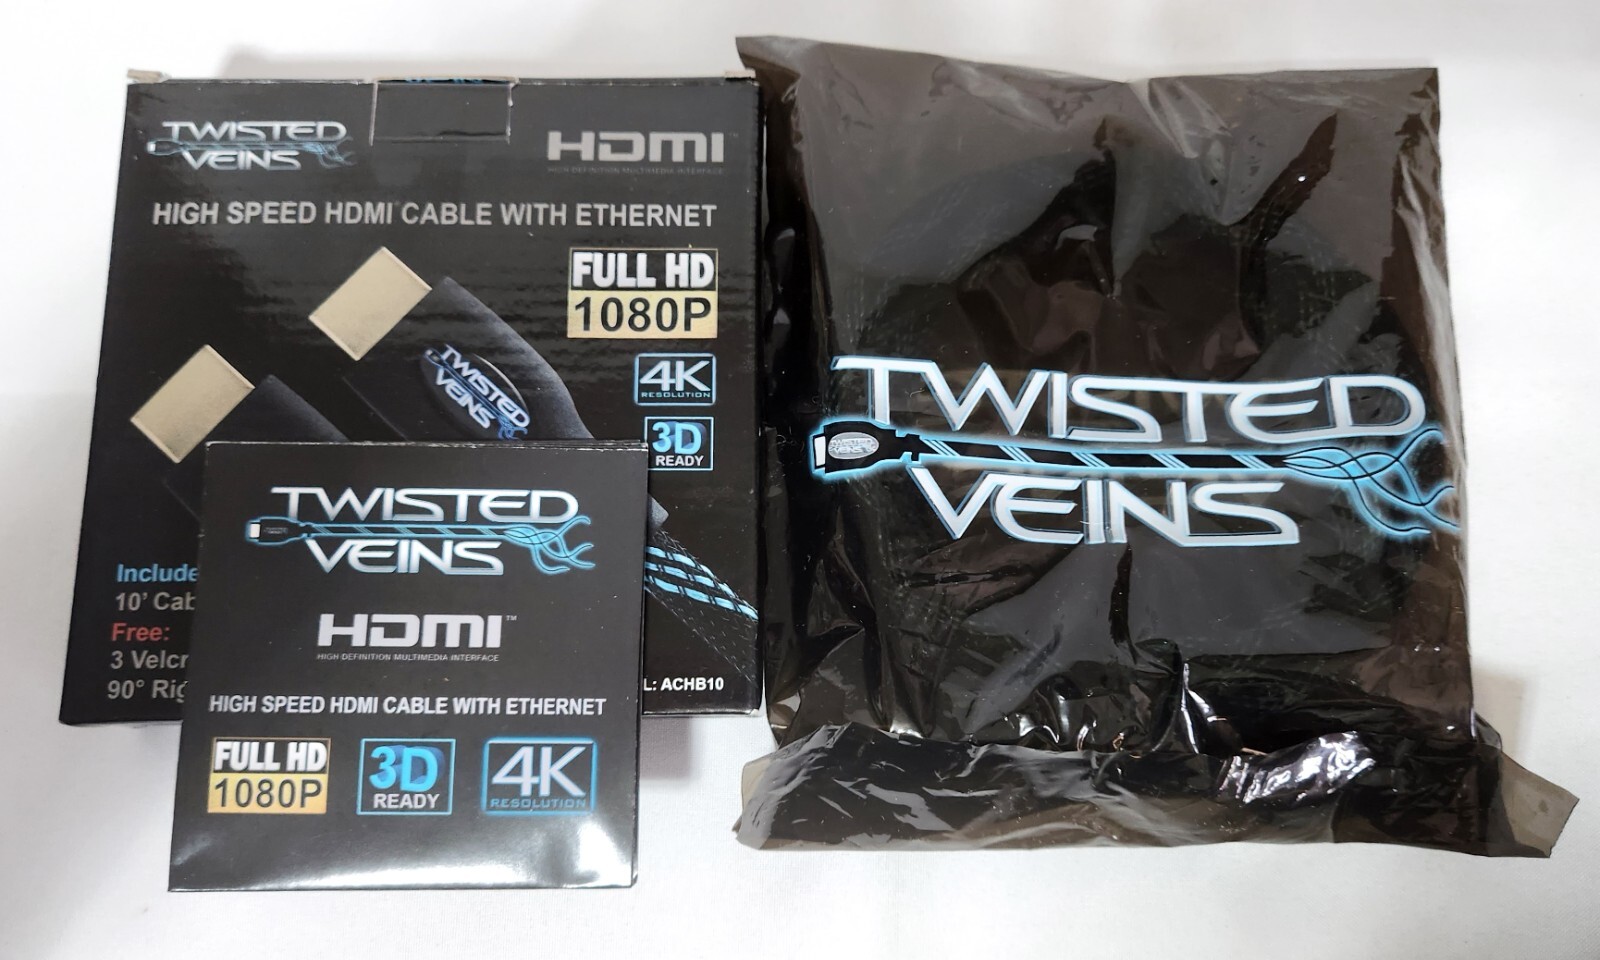 TWISTED
VEINS
HDMI
HIGH-DEFINITION MULTIMEDIA INTERFACE
HIGH SPEED HDMI CABLE WITH ETHERNET
FULL HD
1080P
4K
RESOLUTION
3D
READY
TWISTED
VEINS
Include
10' Cab
Free:
3 Velcr
90° Rig
L: ACHB10
TWISTED
VEINS
HDMI™
HIGH-DEFINITION MULTIMEDIA INTERFACE
HIGH SPEED HDMI CABLE WITH ETHERNET
FULL HD
1080P
3D
READY
4K
RESOLUTION
TWISTED
VEINS